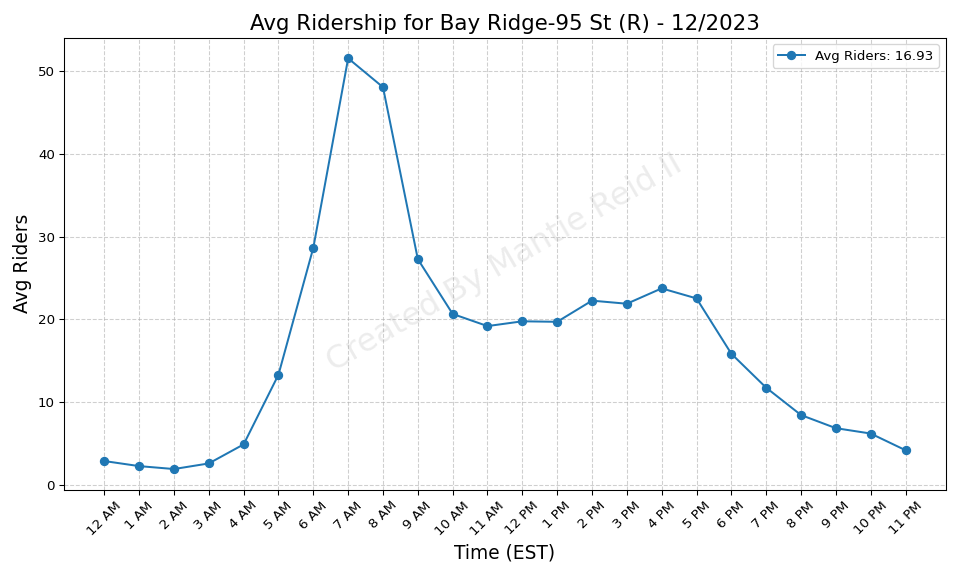 Avg Ridership for Bay Ridge-95 St (R) - 12/2023
Avg Riders: 16.93
50
40
30
20
10
0
Avg Riders
Created By Mantie Reid II
12 AM 1 AM 2 AM 3 AM 4 AM 5 AM 6 AM 7 AM 8 AM 9 AM 10 AM 11 AM 12 PM 1 PM 2 PM 3 PM 4 PM 5 PM 6 PM 7 PM 8 PM 9 PM 10 PM 11 PM
Time (EST)